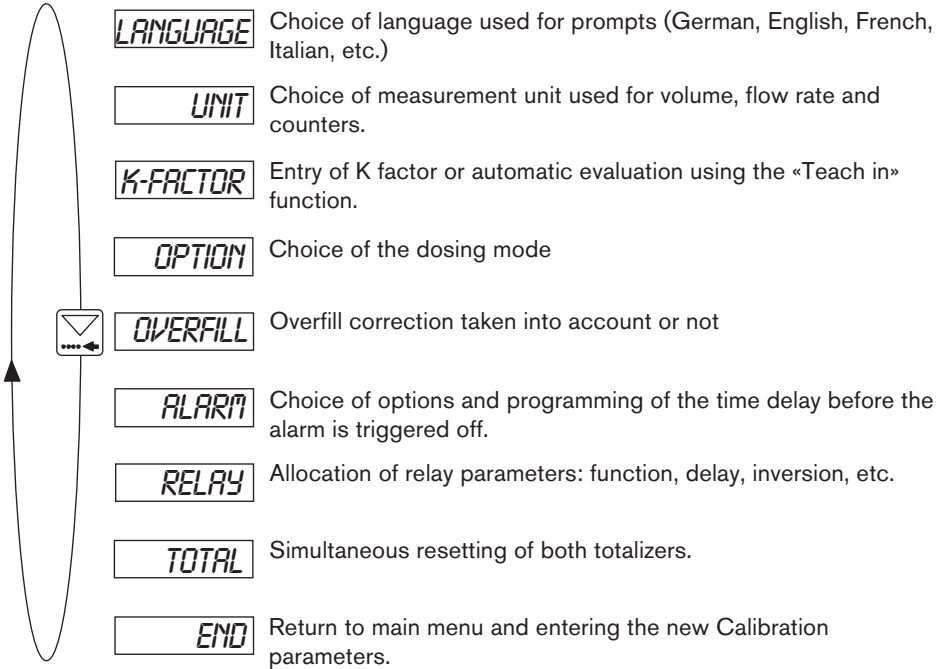 LANGUAGE Choice of language used for prompts (German, English, French,
Italian, etc.)
UNIT Choice of measurement unit used for volume, flow rate and
counters.
K-FACTOR Entry of K factor or automatic evaluation using the «Teach in»
function.
OPTION Choice of the dosing mode
OVERFILL Overfill correction taken into account or not
ALARM Choice of options and programming of the time delay before the
alarm is triggered off.
RELAY Allocation of relay parameters: function, delay, inversion, etc.
TOTAL Simultaneous resetting of both totalizers.
END Return to main menu and entering the new Calibration
parameters.